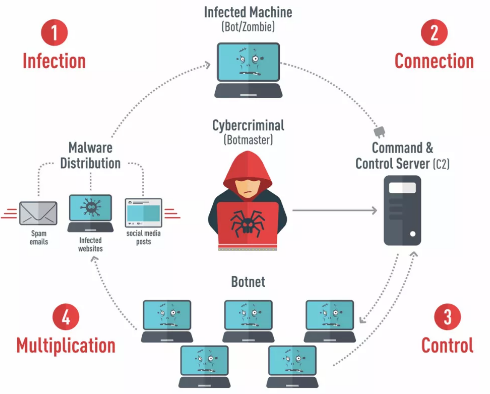 1
Infection
Infected Machine
(Bot/Zombie)
2
Connection
Malware
Distribution
Spam
emails
Infected
websites
social media
posts
Cybercriminal
(Botmaster)
Command &
Control Server (C2)
Botnet
4
Multiplication
3
Control